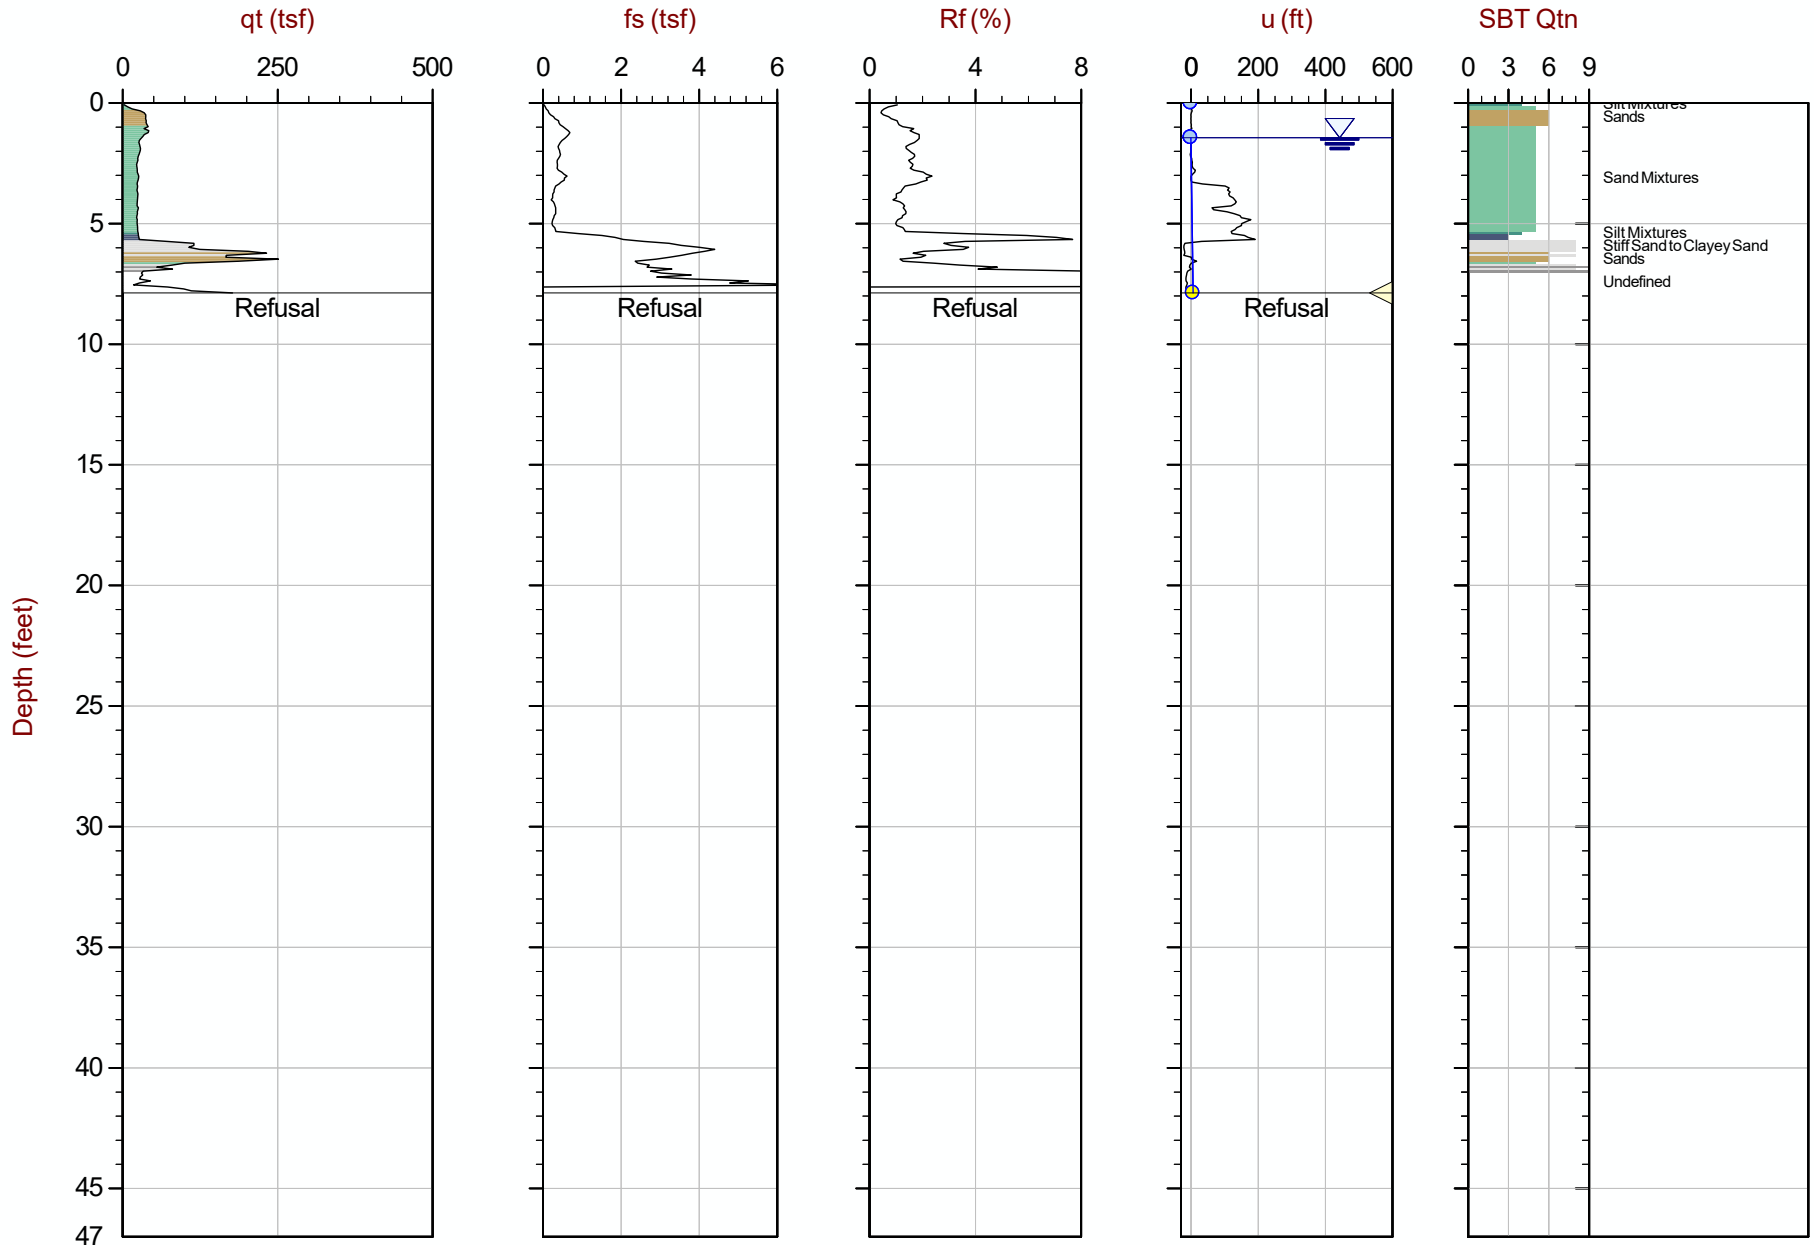 qt (tsf) fs (tsf) Rf (%) u (ft) SBT Qtn
0 250 500 0 2 4 6 0 4 8 0 200 400 600 0 3 6 9
0
Silt Mixtures
Sands
Sand Mixtures
5
Silt Mixtures
Stiff Sand to Clayey Sand
Sands
Undefined
Refusal Refusal Refusal Refusal
10
15
20
25
30
35
40
45
47
Depth (feet)